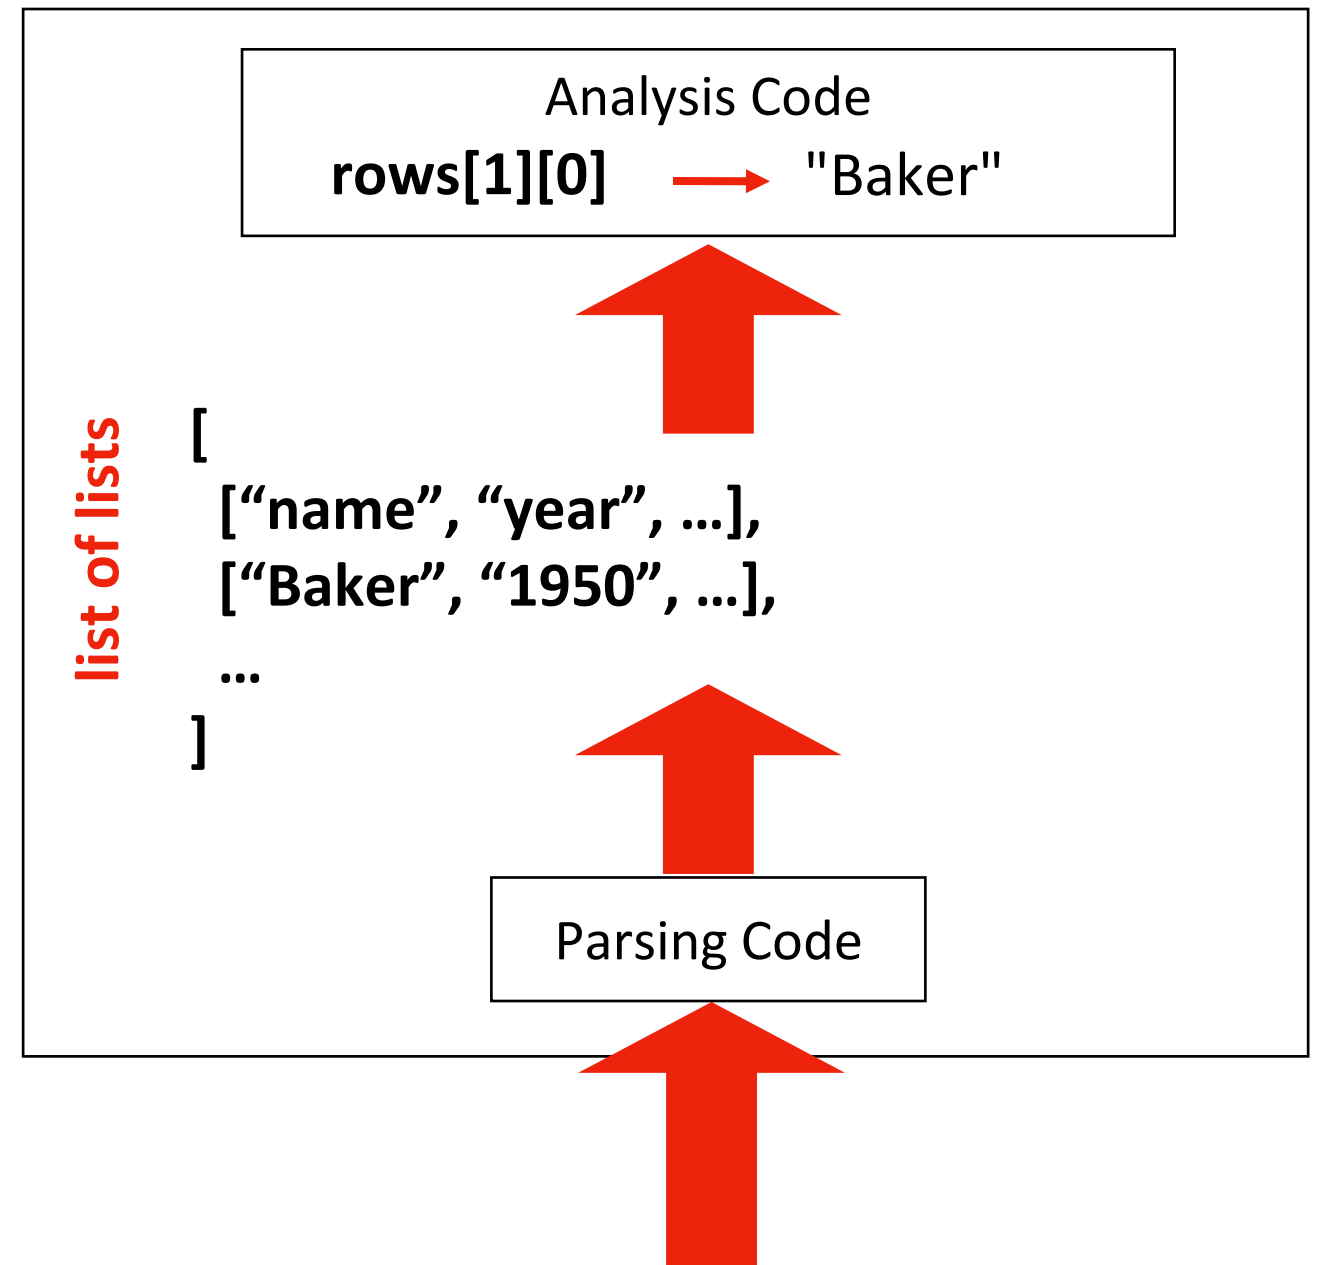 Analysis Code
rows[1][0] → "Baker"
list of lists
[
[“name”, “year”, …],
[“Baker”, “1950”, …],
…
]
Parsing Code